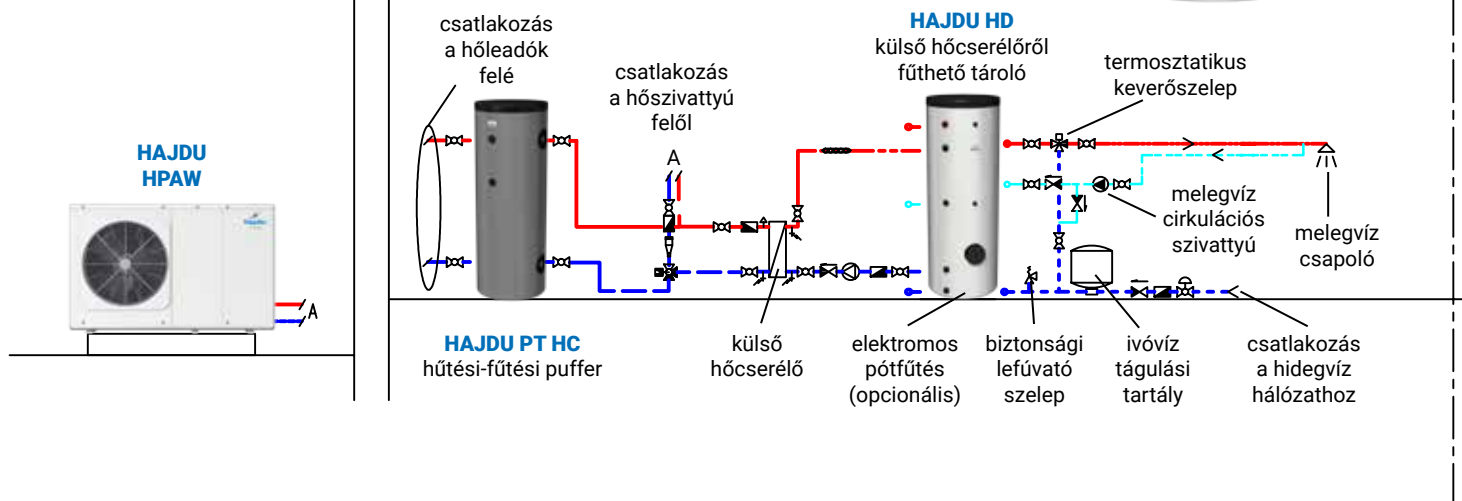 HAJDU
HPAW
A
csatlakozás
a hőleadók
felé
csatlakozás
a hőszivattyú
felől
A
HAJDU HD
külső hőcserélőről
fűthető tároló
termosztatikus
keverőszelep
melegvíz
cirkulációs
szivattyú
melegvíz
csapoló
HAJDU PT HC
hűtési-fűtési puffer
külső
hőcserélő
elektromos
pótfűtés
(opcionális)
biztonsági
lefúvató
szelep
ivóvíz
tágulási
tartály
csatlakozás
a hidegvíz
hálózathoz